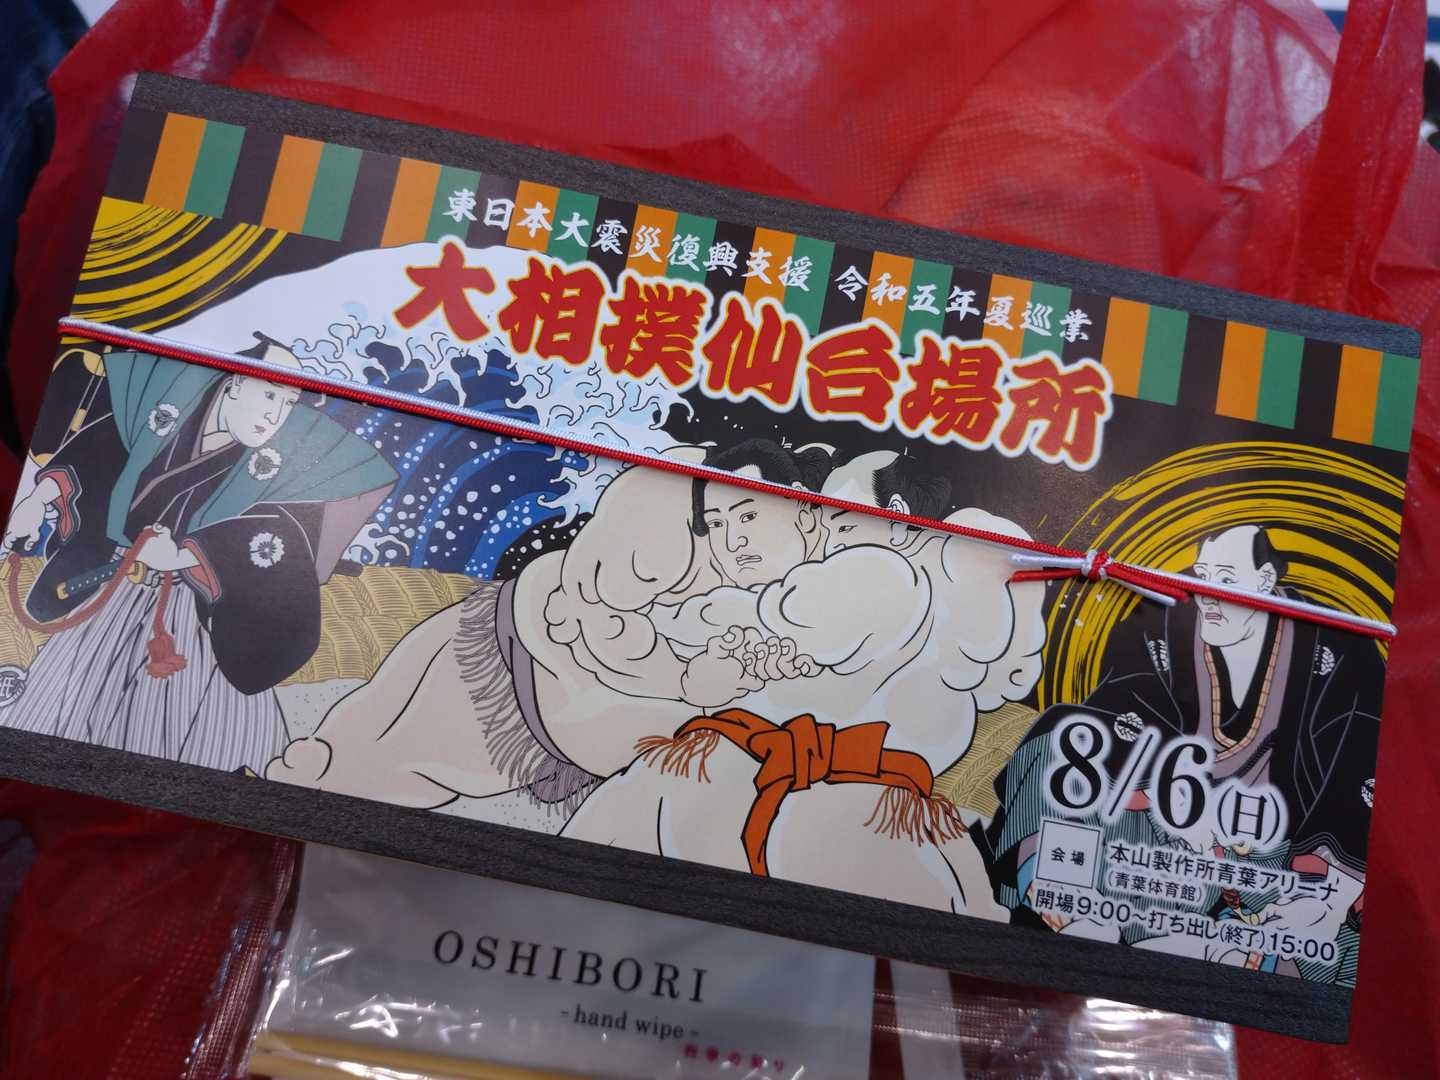 東日本大震災復興支援 令和五年夏巡業
大相撲仙台場所
8/6(日)
会場
本山製作所青葉アリーナ
(青葉体育館)
開場9:00~打ち出し(終了)15:00
紙
OSHIBORI
-hand wipe-